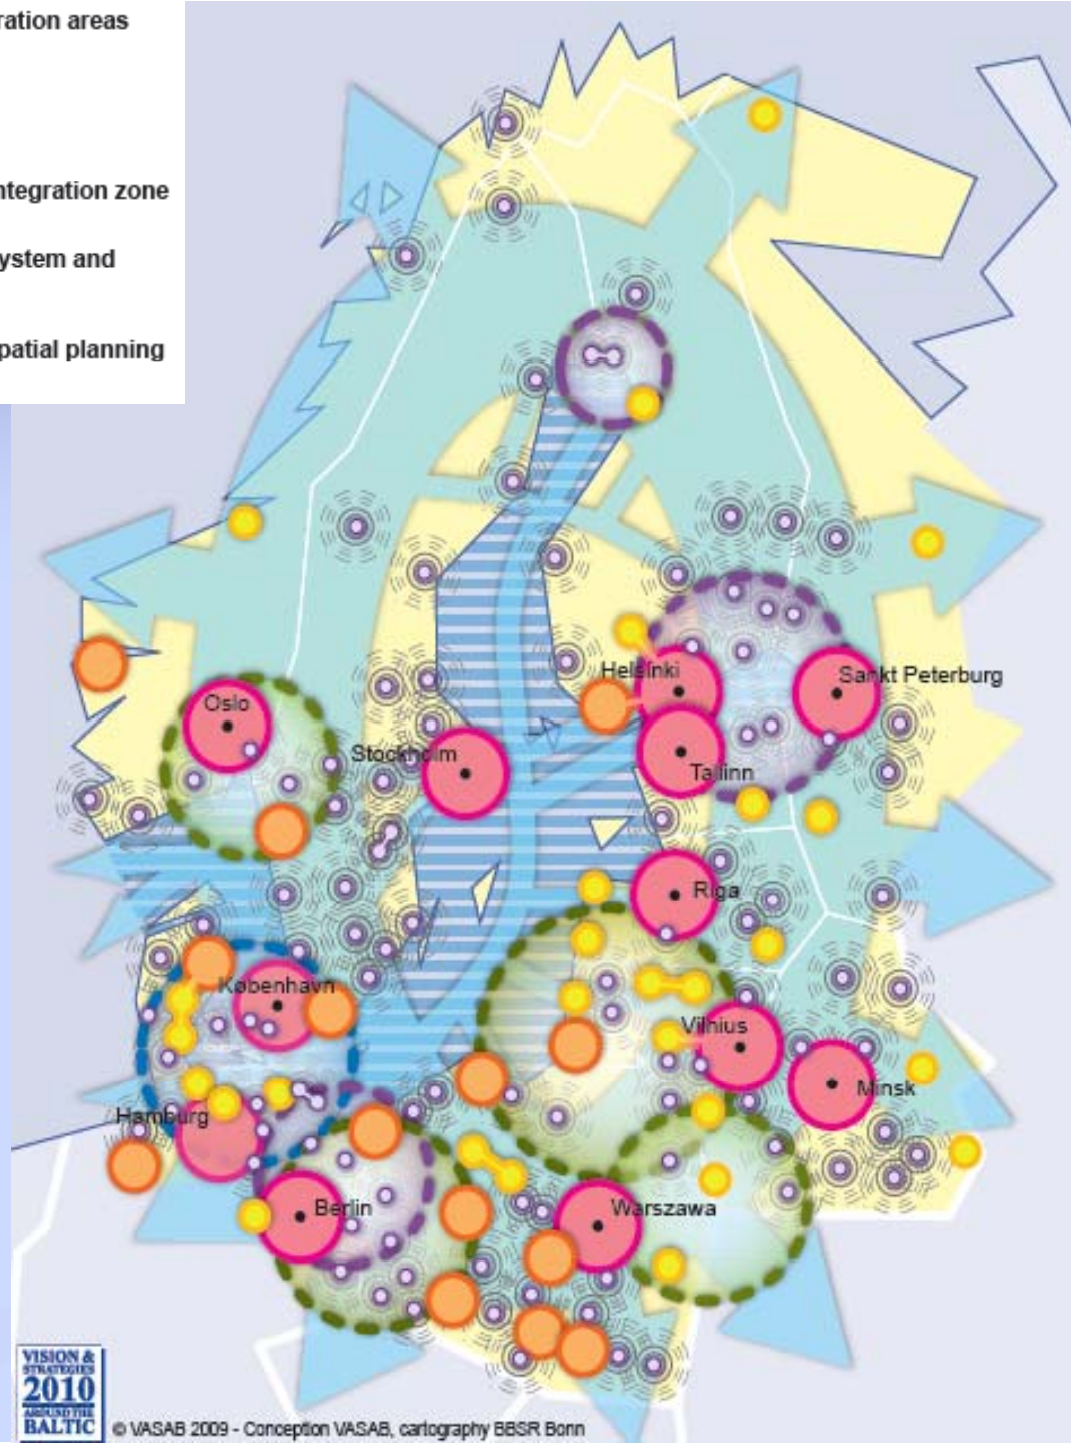 ration areas
ntegration zone
ystem and
patial planning
Helsinki
Sankt Peterburg
Oslo
Stockholm
Tallinn
Riga
København
Vilnius
Minsk
Hamburg
Berlin
Warszawa
VISION &
STRATEGIES
2010
AROUND THE
BALTIC
© VASAB 2009 - Conception VASAB, cartography BBSR Bonn